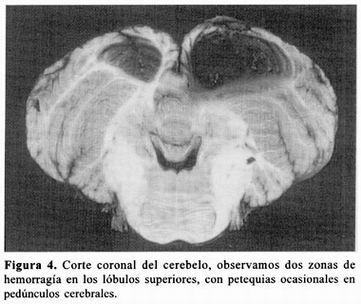 Figura 4. Corte coronal del cerebelo, observamos dos zonas de
hemorragía en los lóbulos superiores, con petequias ocasionales en
pedúnculos cerebrales.